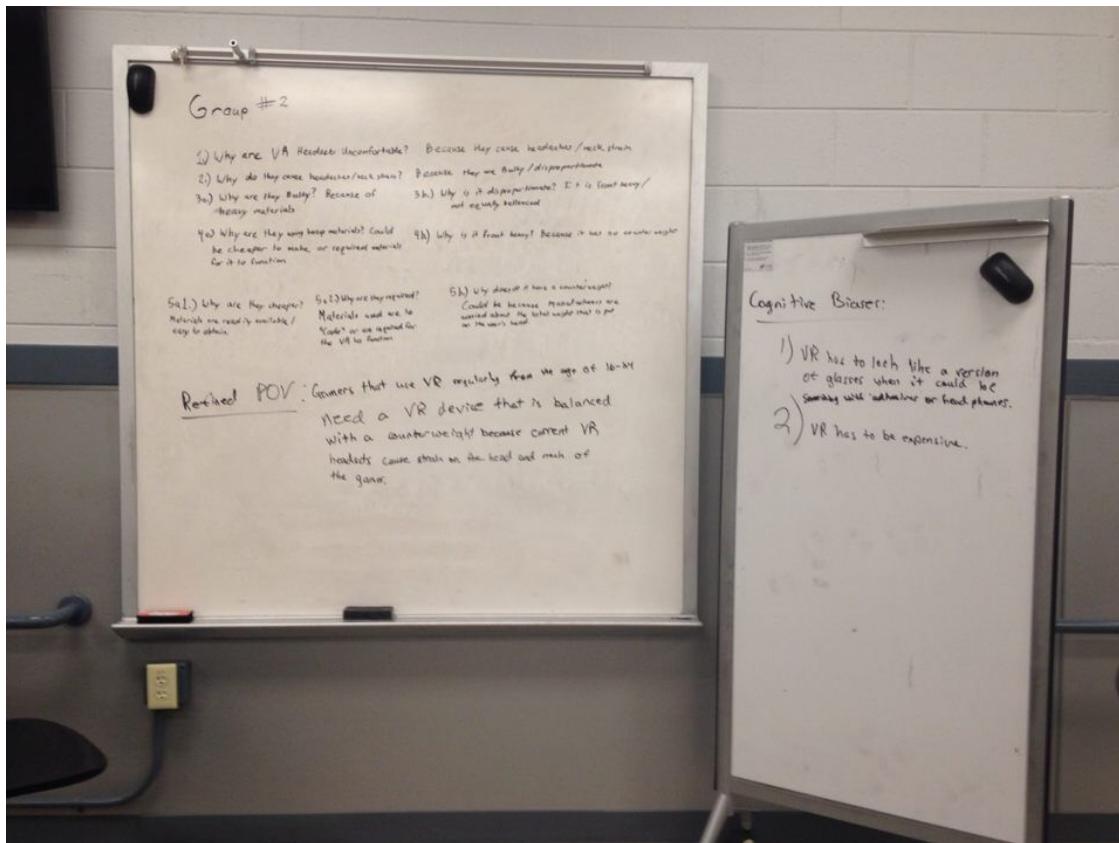 Group #2
1.) Why are VR Headsets Uncomfortable? Because they cause headaches/neck strain
2.) Why do they cause headaches/neck strain? Because they are Bulky/disproportionate
3a.) Why are they Bulky? Because of
heavy materials
3b.) Why is it disproportionate? It is front heavy/
not equally ballenced
4a) Why are they using heavy materials? Could
be cheaper to make, or required materials
for it to function
4b) Why is it front heavy? Because it has no counter weight
5a1.) Why are they cheaper?
Materials are readily available/
easy to obtain.
5a2.) Why are they required?
Materials used are to
"code" or are required for
the VR to function
5b) Why doesn't it have a counterweight?
Could be because Manufacturers are
worried about the total weight that is put
on the user's head.
Refined POV: Gamers that use VR regularly from the age of 16-
need a VR device that is balanced
with a counterweight because current VR
headsets cause strain on the head and neck of
the gamer.
Cognitive Biases:
1) VR has to look like a version
of glasses when it could be
with or headphones.
2) VR has to be expensive.